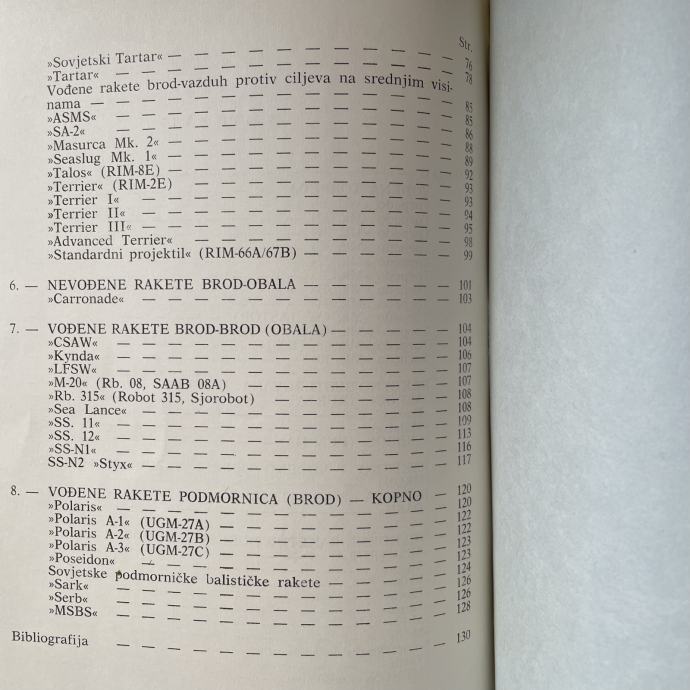 Str.
»Sovjetski Tartar« — — — — — — — — — — — 76
»Tartar« — — — — — — — — — — — — — 78
Vođene rakete brod-vazduh protiv ciljeva na srednjim visi-
nama — — — — — — — — — — — — — — 85
»ASMS« — — — — — — — — — — — — — 85
»SA-2« — — — — — — — — — — — — — 86
»Masurca Mk. 2« — — — — — — — — — — — 88
»Seaslug Mk. 1« — — — — — — — — — — — 89
»Talos« (RIM-8E) — — — — — — — — — — — 92
»Terrier« (RIM-2E) — — — — — — — — — — 93
»Terrier I« — — — — — — — — — — — — 93
»Terrier II« — — — — — — — — — — — — 94
»Terrier III« — — — — — — — — — — — — 95
»Advanced Terrier« — — — — — — — — — — 98
»Standardni projektil« (RIM-66A/67B) — — — — — — 99
6. — NEVOĐENE RAKETE BROD-OBALA — — — — — — 101
»Carronade« — — — — — — — — — — — — 103
7. — VOĐENE RAKETE BROD-BROD (OBALA) — — — — — 104
»CSAW« — — — — — — — — — — — — — 104
»Kynda« — — — — — — — — — — — — — 106
»LFSW« — — — — — — — — — — — — — 107
»M-20« (Rb. 08, SAAB 08A) — — — — — — — — 107
»Rb. 315« (Robot 315, Sjorobot) — — — — — — — 108
»Sea Lance« — — — — — — — — — — — — 108
»SS. 11« — — — — — — — — — — — — — 109
»SS. 12« — — — — — — — — — — — — — 113
»SS-N1« — — — — — — — — — — — — — 116
SS-N2 »Styx« — — — — — — — — — — — — 117
8. — VOĐENE RAKETE PODMORNICA (BROD) — KOPNO — 120
»Polaris« — — — — — — — — — — — — — 120
»Polaris A-1« (UGM-27A) — — — — — — — — — 122
»Polaris A-2« (UGM-27B) — — — — — — — — — 122
»Polaris A-3« (UGM-27C) — — — — — — — — — 123
»Poseidon« — — — — — — — — — — — — 123
Sovjetske podmorničke balističke rakete — — — — — 124
»Sark« — — — — — — — — — — — — — 126
»Serb« — — — — — — — — — — — — — 126
»MSBS« — — — — — — — — — — — — — 128
Bibliografija — — — — — — — — — — — — — 130